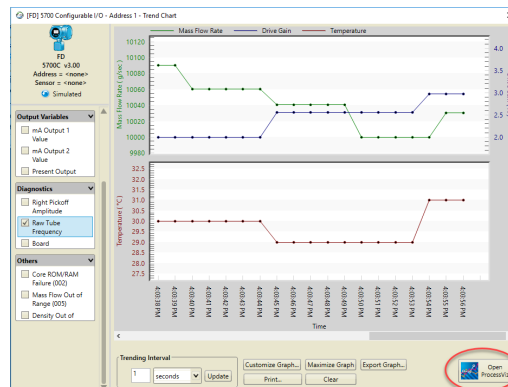 [FD] 5700 Configurable I/O - Address 1 - Trend Chart
FD
5700C v3.00
Address = <none>
Sensor = <none>
Simulated
Output Variables
mA Output 1
Value
mA Output 2
Value
Present Output
Diagnostics
Right Pickoff
Amplitude
Raw Tube
Frequency
Board
Others
Core ROM/RAM
Failure (002)
Mass Flow Out of
Range (005)
Density Out of
Mass Flow Rate
Drive Gain
Temperature
Mass Flow Rate ( g/sec)
10120
10100
10080
10060
10040
10020
10000
9980
4.0
3.5
3.0
2.5
2.0
Temperature (°C)
32.5
32.0
31.5
31.0
30.5
30.0
29.5
29.0
28.5
28.0
27.5
4:03:38 PM
4:03:39 PM
4:03:40 PM
4:03:41 PM
4:03:42 PM
4:03:43 PM
4:03:44 PM
4:03:45 PM
4:03:46 PM
4:03:47 PM
4:03:48 PM
4:03:49 PM
4:03:50 PM
4:03:51 PM
4:03:52 PM
4:03:53 PM
4:03:54 PM
4:03:55 PM
4:03:56 PM
Time
Trending Interval
1
seconds
Update
Customize Graph...
Maximize Graph
Export Graph...
Print...
Clear
Open
ProcessViz